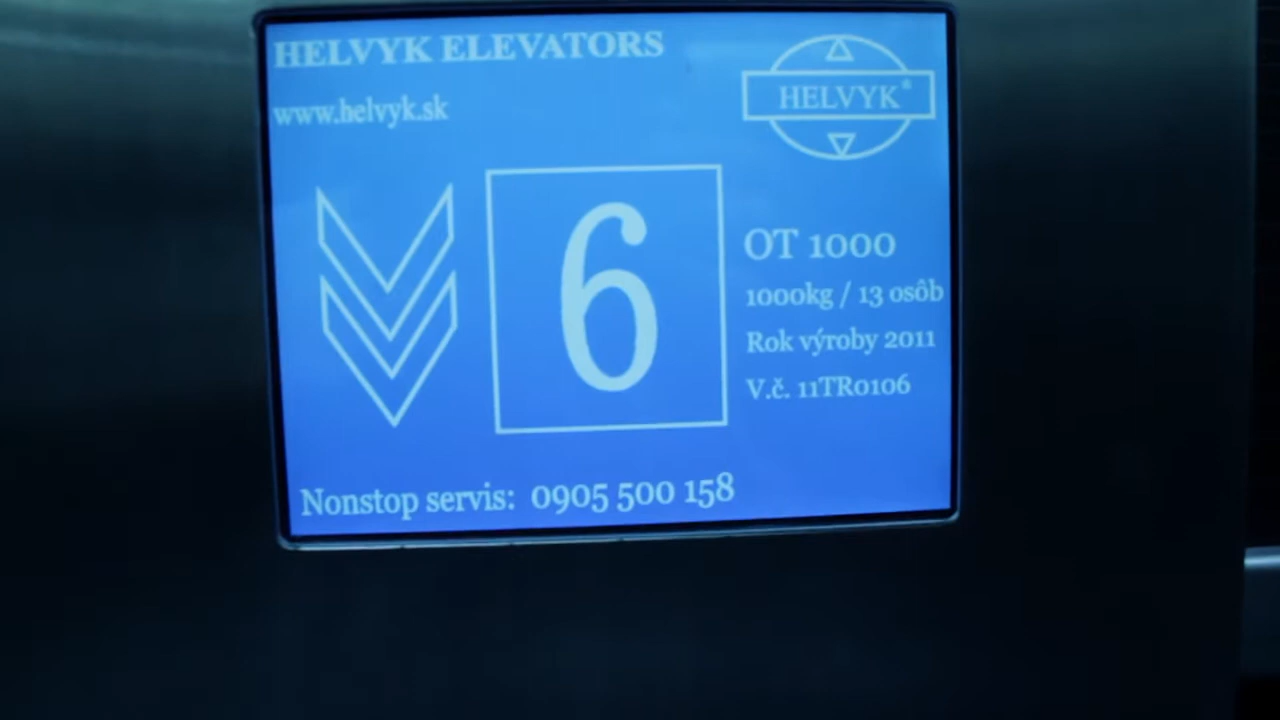 HELVYK ELEVATORS
www.helvyk.sk
HELVYK®
6
OT 1000
1000kg / 13 osôb
Rok výroby 2011
V.č. 11TR0106
Nonstop servis: 0905 500 158